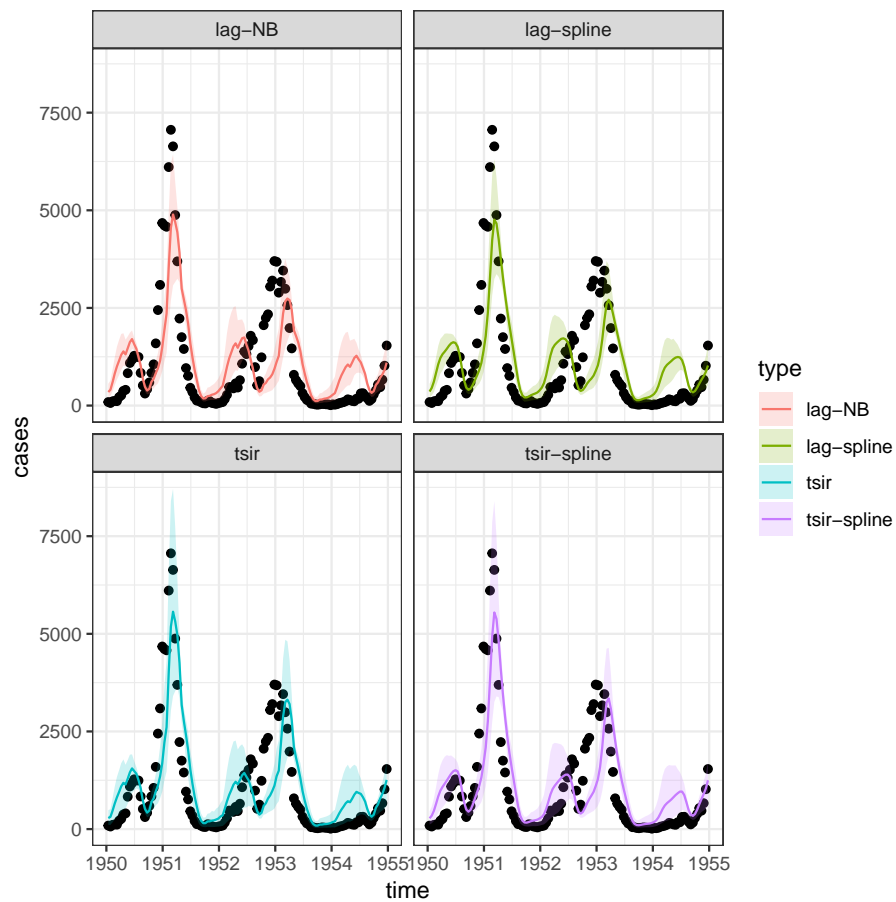 lag−NB
lag−spline
7500
5000
2500
0
cases
tsir
tsir−spline
7500
5000
2500
0
1950 1951 1952 1953 1954 1955
1950 1951 1952 1953 1954 1955
time
type
lag−NB
lag−spline
tsir
tsir−spline